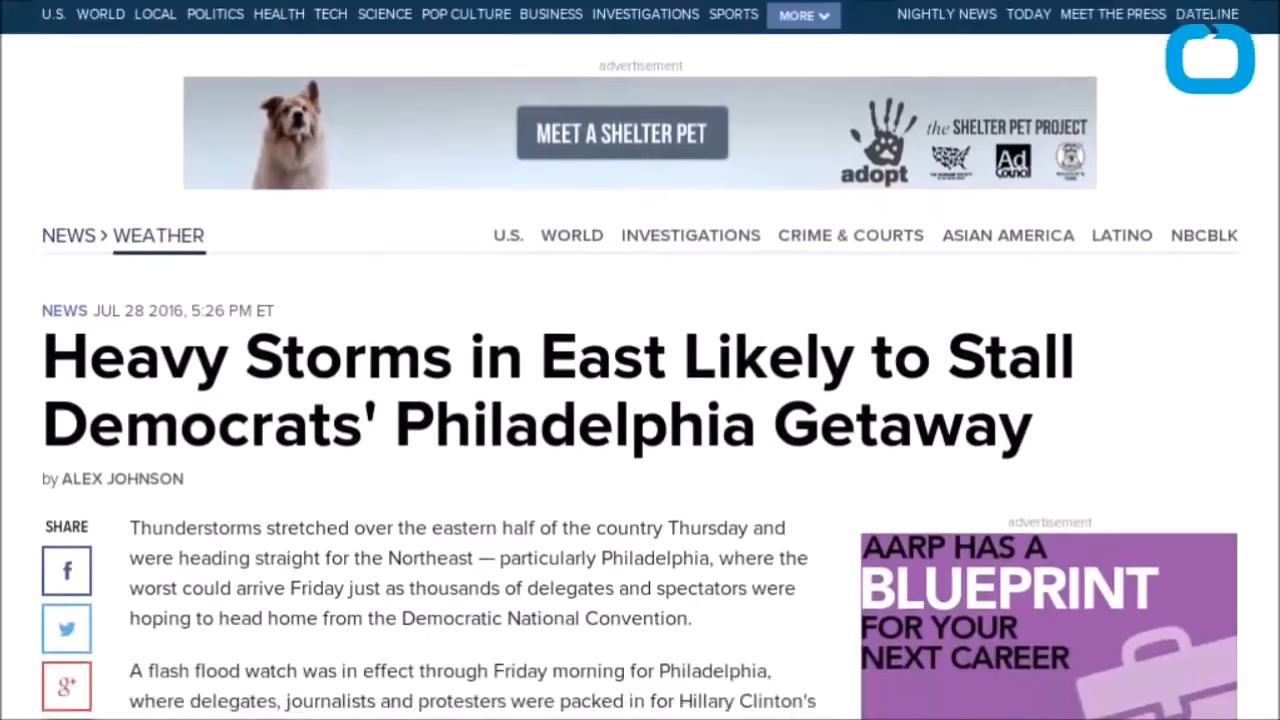 U.S. WORLD LOCAL POLITICS HEALTH TECH SCIENCE POP CULTURE BUSINESS INVESTIGATIONS SPORTS MORE NIGHTLY NEWS TODAY MEET THE PRESS DATELINE
advertisement
MEET A SHELTER PET
the SHELTER PET PROJECT
adopt
Ad Council
NEWS > WEATHER
U.S. WORLD INVESTIGATIONS CRIME & COURTS ASIAN AMERICA LATINO NBCBLK
NEWS JUL 28 2016, 5:26 PM ET
Heavy Storms in East Likely to Stall
Democrats' Philadelphia Getaway
by ALEX JOHNSON
SHARE
f
g+
Thunderstorms stretched over the eastern half of the country Thursday and
were heading straight for the Northeast — particularly Philadelphia, where the
worst could arrive Friday just as thousands of delegates and spectators were
hoping to head home from the Democratic National Convention.
A flash flood watch was in effect through Friday morning for Philadelphia,
where delegates, journalists and protesters were packed in for Hillary Clinton's
advertisement
AARP HAS A
BLUEPRINT
FOR YOUR
NEXT CAREER